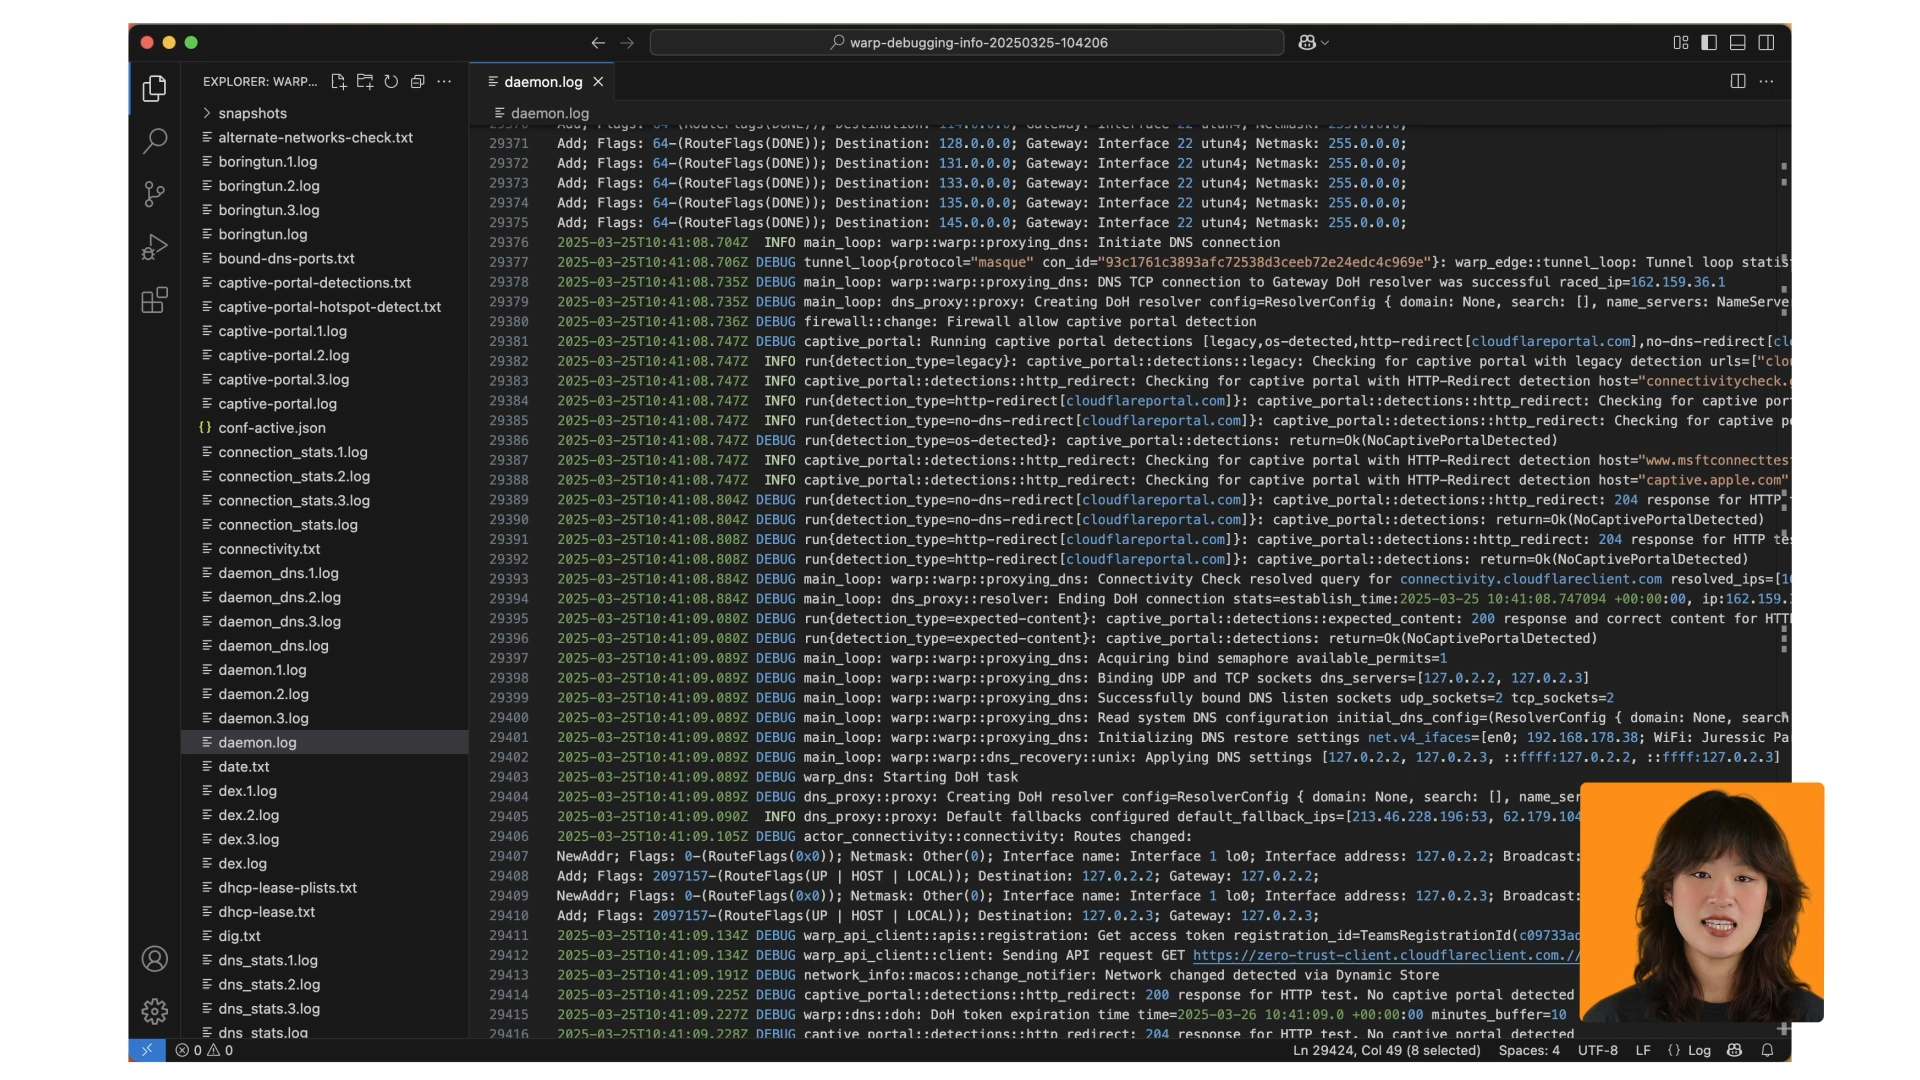 warp-debugging-info-20250325-104206
EXPLORER: WARP...
snapshots
alternate-networks-check.txt
boringtun.1.log
boringtun.2.log
boringtun.3.log
boringtun.log
bound-dns-ports.txt
captive-portal-detections.txt
captive-portal-hotspot-detect.txt
captive-portal.1.log
captive-portal.2.log
captive-portal.3.log
captive-portal.log
{} conf-active.json
connection_stats.1.log
connection_stats.2.log
connection_stats.3.log
connection_stats.log
connectivity.txt
daemon_dns.1.log
daemon_dns.2.log
daemon_dns.3.log
daemon_dns.log
daemon.1.log
daemon.2.log
daemon.3.log
daemon.log
date.txt
dex.1.log
dex.2.log
dex.3.log
dex.log
dhcp-lease-plists.txt
dhcp-lease.txt
dig.txt
dns_stats.1.log
dns_stats.2.log
dns_stats.3.log
dns_stats.log
daemon.log
daemon.log
29370 Add; Flags: 64-(RouteFlags(DONE)); Destination: 114.0.0.0; Gateway: Interface 22 utun4; Netmask: 255.0.0.0;
29371 Add; Flags: 64-(RouteFlags(DONE)); Destination: 128.0.0.0; Gateway: Interface 22 utun4; Netmask: 255.0.0.0;
29372 Add; Flags: 64-(RouteFlags(DONE)); Destination: 131.0.0.0; Gateway: Interface 22 utun4; Netmask: 255.0.0.0;
29373 Add; Flags: 64-(RouteFlags(DONE)); Destination: 133.0.0.0; Gateway: Interface 22 utun4; Netmask: 255.0.0.0;
29374 Add; Flags: 64-(RouteFlags(DONE)); Destination: 135.0.0.0; Gateway: Interface 22 utun4; Netmask: 255.0.0.0;
29375 Add; Flags: 64-(RouteFlags(DONE)); Destination: 145.0.0.0; Gateway: Interface 22 utun4; Netmask: 255.0.0.0;
29376 2025-03-25T10:41:08.704Z INFO main_loop: warp::warp::proxying_dns: Initiate DNS connection
29377 2025-03-25T10:41:08.706Z DEBUG tunnel_loop{protocol="masque" con_id="93c1761c3893afc72538d3ceeb72e24edc4c969e"}: warp_edge::tunnel_loop: Tunnel loop statis
29378 2025-03-25T10:41:08.735Z DEBUG main_loop: warp::warp::proxying_dns: DNS TCP connection to Gateway DoH resolver was successful raced_ip=162.159.36.1
29379 2025-03-25T10:41:08.735Z DEBUG main_loop: dns_proxy::proxy: Creating DoH resolver config=ResolverConfig { domain: None, search: [], name_servers: NameServe
29380 2025-03-25T10:41:08.736Z DEBUG firewall::change: Firewall allow captive portal detection
29381 2025-03-25T10:41:08.747Z DEBUG captive_portal: Running captive portal detections [legacy,os-detected,http-redirect[cloudflareportal.com],no-dns-redirect[cl
29382 2025-03-25T10:41:08.747Z INFO run{detection_type=legacy}: captive_portal::detections::legacy: Checking for captive portal with legacy detection urls=["clo
29383 2025-03-25T10:41:08.747Z INFO captive_portal::detections::http_redirect: Checking for captive portal with HTTP-Redirect detection host="connectivitycheck.
29384 2025-03-25T10:41:08.747Z INFO run{detection_type=http-redirect[cloudflareportal.com]}: captive_portal::detections::http_redirect: Checking for captive por
29385 2025-03-25T10:41:08.747Z INFO run{detection_type=no-dns-redirect[cloudflareportal.com]}: captive_portal::detections::http_redirect: Checking for captive p
29386 2025-03-25T10:41:08.747Z DEBUG run{detection_type=os-detected}: captive_portal::detections: return=Ok(NoCaptivePortalDetected)
29387 2025-03-25T10:41:08.747Z INFO captive_portal::detections::http_redirect: Checking for captive portal with HTTP-Redirect detection host="www.msftconnecttes
29388 2025-03-25T10:41:08.747Z INFO captive_portal::detections::http_redirect: Checking for captive portal with HTTP-Redirect detection host="captive.apple.com"
29389 2025-03-25T10:41:08.804Z DEBUG run{detection_type=no-dns-redirect[cloudflareportal.com]}: captive_portal::detections::http_redirect: 204 response for HTTP
29390 2025-03-25T10:41:08.804Z DEBUG run{detection_type=no-dns-redirect[cloudflareportal.com]}: captive_portal::detections: return=Ok(NoCaptivePortalDetected)
29391 2025-03-25T10:41:08.808Z DEBUG run{detection_type=http-redirect[cloudflareportal.com]}: captive_portal::detections::http_redirect: 204 response for HTTP te
29392 2025-03-25T10:41:08.808Z DEBUG run{detection_type=http-redirect[cloudflareportal.com]}: captive_portal::detections: return=Ok(NoCaptivePortalDetected)
29393 2025-03-25T10:41:08.884Z DEBUG main_loop: warp::warp::proxying_dns: Connectivity Check resolved query for connectivity.cloudflareclient.com resolved_ips=[1
29394 2025-03-25T10:41:08.884Z DEBUG main_loop: dns_proxy::resolver: Ending DoH connection stats=establish_time:2025-03-25 10:41:08.747094 +00:00:00, ip:162.159.
29395 2025-03-25T10:41:09.080Z DEBUG run{detection_type=expected-content}: captive_portal::detections::expected_content: 200 response and correct content for HTT
29396 2025-03-25T10:41:09.080Z DEBUG run{detection_type=expected-content}: captive_portal::detections: return=Ok(NoCaptivePortalDetected)
29397 2025-03-25T10:41:09.089Z DEBUG main_loop: warp::warp::proxying_dns: Acquiring bind semaphore available_permits=1
29398 2025-03-25T10:41:09.089Z DEBUG main_loop: warp::warp::proxying_dns: Binding UDP and TCP sockets dns_servers=[127.0.2.2, 127.0.2.3]
29399 2025-03-25T10:41:09.089Z DEBUG main_loop: warp::warp::proxying_dns: Successfully bound DNS listen sockets udp_sockets=2 tcp_sockets=2
29400 2025-03-25T10:41:09.089Z DEBUG main_loop: warp::warp::proxying_dns: Read system DNS configuration initial_dns_config=(ResolverConfig { domain: None, search
29401 2025-03-25T10:41:09.089Z DEBUG main_loop: warp::warp::proxying_dns: Initializing DNS restore settings net.v4_ifaces=[en0; 192.168.178.38; WiFi: Juressic Pa
29402 2025-03-25T10:41:09.089Z DEBUG main_loop: warp::warp::dns_recovery::unix: Applying DNS settings [127.0.2.2, 127.0.2.3, ::ffff:127.0.2.2, ::ffff:127.0.2.3]
29403 2025-03-25T10:41:09.089Z DEBUG warp_dns: Starting DoH task
29404 2025-03-25T10:41:09.089Z DEBUG dns_proxy::proxy: Creating DoH resolver config=ResolverConfig { domain: None, search: [], name_ser
29405 2025-03-25T10:41:09.090Z INFO dns_proxy::proxy: Default fallbacks configured default_fallback_ips=[213.46.228.196:53, 62.179.104
29406 2025-03-25T10:41:09.105Z DEBUG actor_connectivity::connectivity: Routes changed:
29407 NewAddr; Flags: 0-(RouteFlags(0x0)); Netmask: Other(0); Interface name: Interface 1 lo0; Interface address: 127.0.2.2; Broadcast:
29408 Add; Flags: 2097157-(RouteFlags(UP | HOST | LOCAL)); Destination: 127.0.2.2; Gateway: 127.0.2.2;
29409 NewAddr; Flags: 0-(RouteFlags(0x0)); Netmask: Other(0); Interface name: Interface 1 lo0; Interface address: 127.0.2.3; Broadcast:
29410 Add; Flags: 2097157-(RouteFlags(UP | HOST | LOCAL)); Destination: 127.0.2.3; Gateway: 127.0.2.3;
29411 2025-03-25T10:41:09.134Z DEBUG warp_api_client::apis::registration: Get access token registration_id=TeamsRegistrationId(c09733ad
29412 2025-03-25T10:41:09.134Z DEBUG warp_api_client::client: Sending API request GET https://zero-trust-client.cloudflareclient.com.//
29413 2025-03-25T10:41:09.191Z DEBUG network_info::macos::change_notifier: Network changed detected via Dynamic Store
29414 2025-03-25T10:41:09.225Z DEBUG captive_portal::detections::http_redirect: 200 response for HTTP test. No captive portal detected
29415 2025-03-25T10:41:09.227Z DEBUG warp::dns::doh: DoH token expiration time time=2025-03-26 10:41:09.0 +00:00:00 minutes_buffer=10
29416 2025-03-25T10:41:09.228Z DEBUG captive_portal::detections::http_redirect: 204 response for HTTP test. No captive portal detected
0 0
Ln 29424, Col 49 (8 selected) Spaces: 4 UTF-8 LF {} Log